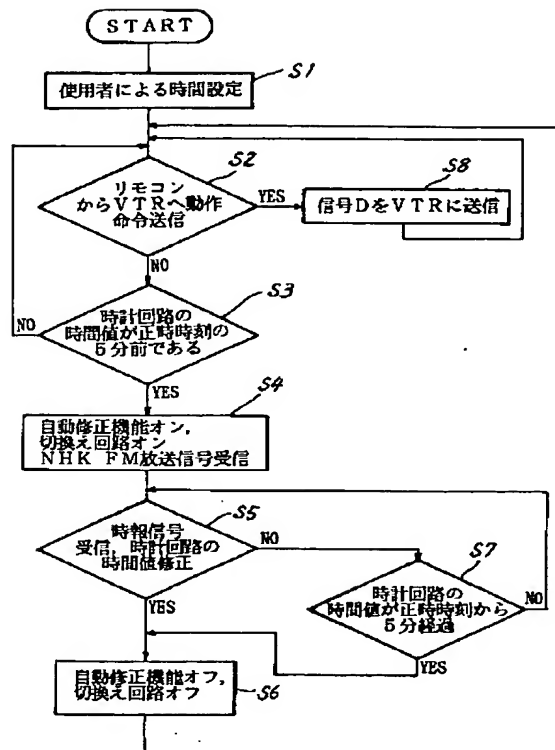 START
S1
使用者による時間設定
S2
リモコン
からVTRへ動作
命令送信
YES
S8
信号DをVTRに送信
NO
S3
時計回路の
時間値が正時時刻の
5分前である
NO
YES
S4
自動修正機能オン,
切換え回路オン
NHK FM放送信号受信
S5
時報信号
受信, 時計回路の
時間値修正
NO
S7
時計回路の
時間値が正時時刻から
5分経過
NO
YES
YES
自動修正機能オフ,
切換え回路オフ
S6